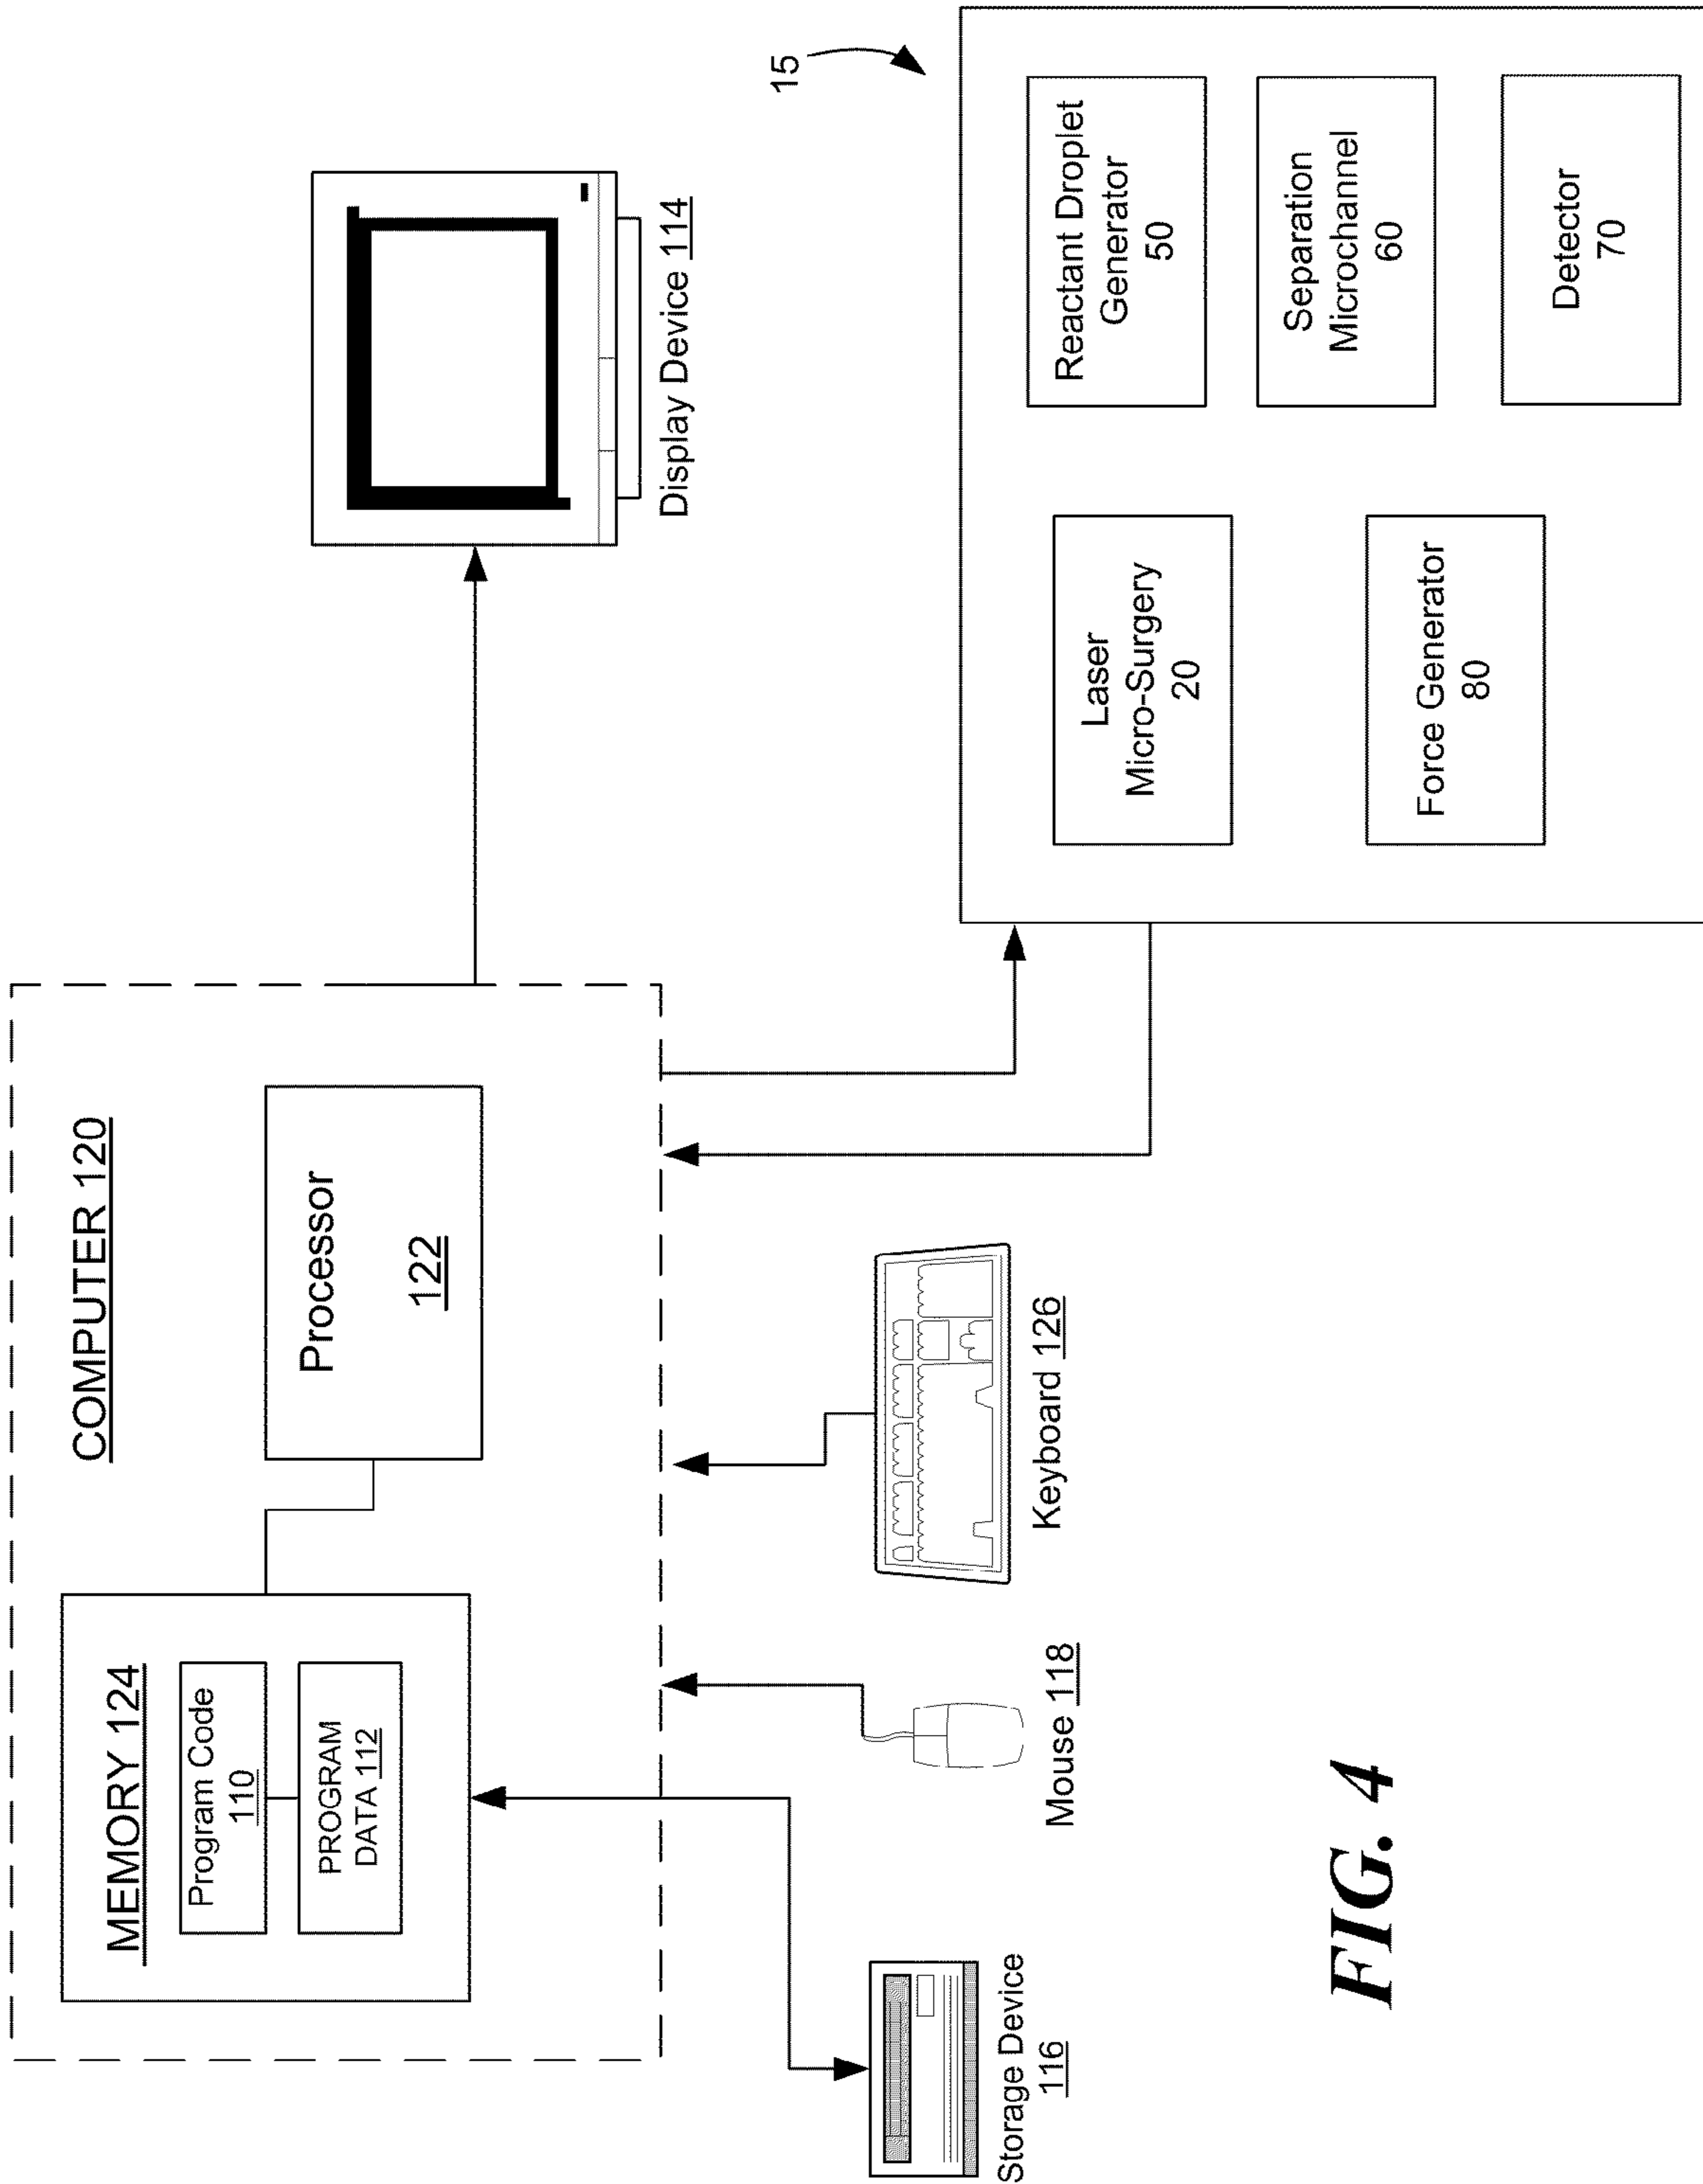 COMPUTER 120
MEMORY 124
Program Code
110
PROGRAM
DATA 112
Processor
122
Display Device 114
Storage Device
116
Mouse 118
Keyboard 126
15
Laser
Micro-Surgery
20
Reactant Droplet
Generator
50
Force Generator
80
Separation
Microchannel
60
Detector
70
FIG. 4